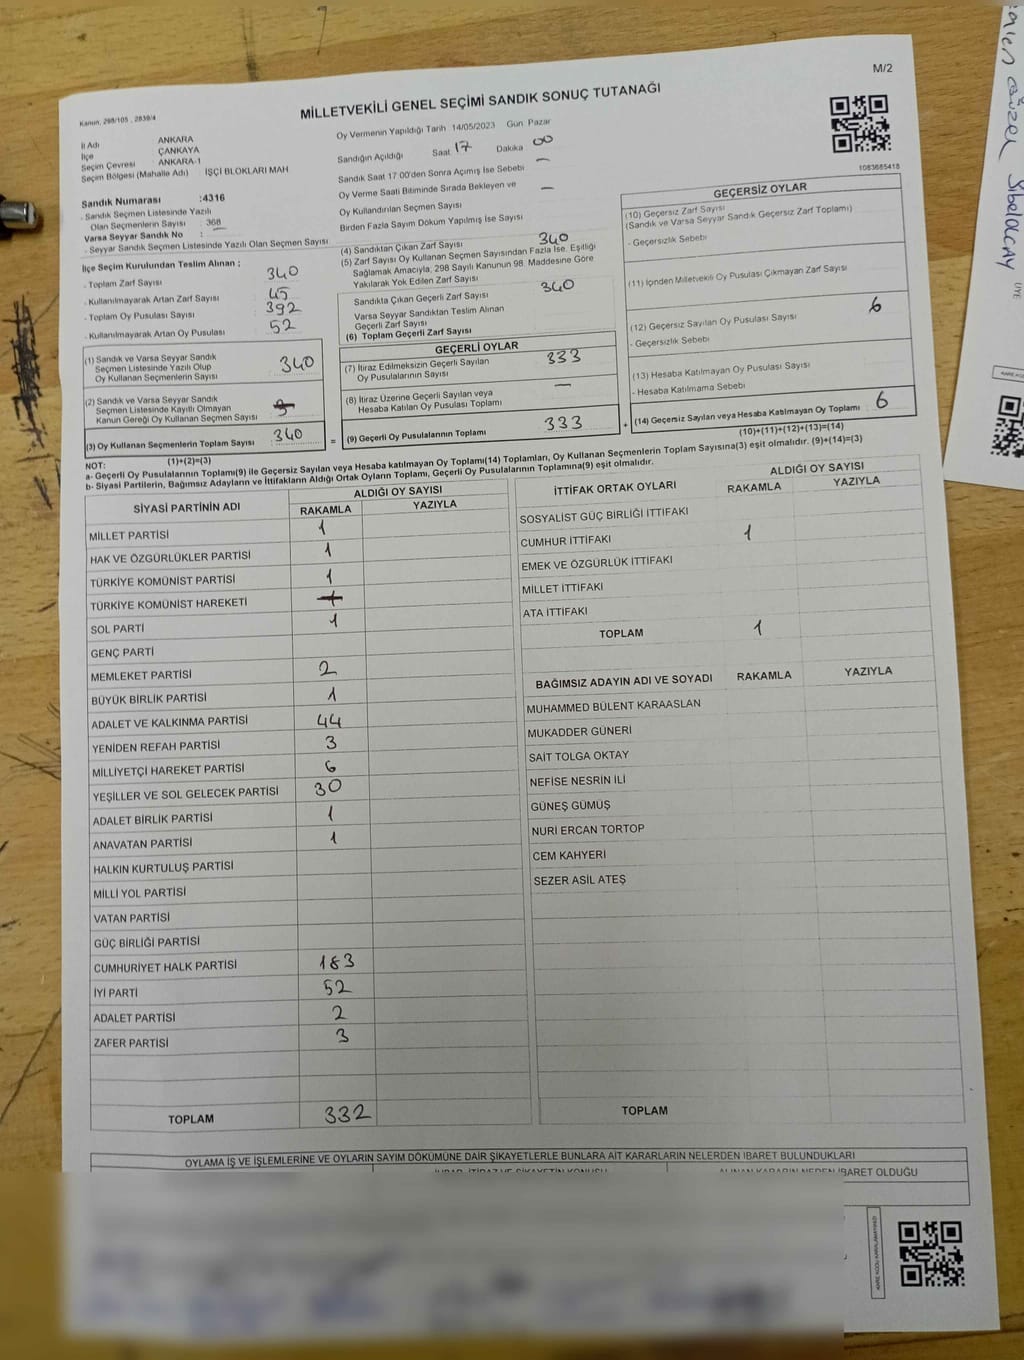 M/2
Kanun, 298/105 , 2839/4
MİLLETVEKİLİ GENEL SEÇİMİ SANDIK SONUÇ TUTANAĞI
İl Adı ANKARA
İlçe ÇANKAYA
Seçim Çevresi ANKARA-1
Seçim Bölgesi (Mahalle Adı) İŞÇİ BLOKLARI MAH
Sandık Numarası :4316
- Sandık Seçmen Listesinde Yazılı
Olan Seçmenlerin Sayısı : 368
Varsa Seyyar Sandık No :
- Seyyar Sandık Seçmen Listesinde Yazılı Olan Seçmen Sayısı
İlçe Seçim Kurulundan Teslim Alınan ;
- Toplam Zarf Sayısı : 340
- Kullanılmayarak Artan Zarf Sayısı : 45
- Toplam Oy Pusulası Sayısı : 392
- Kullanılmayarak Artan Oy Pusulası : 52
Oy Vermenin Yapıldığı Tarih 14/05/2023 Gün Pazar
Sandığın Açıldığı Saat 17 Dakika 00
Sandık Saat 17 00'den Sonra Açımış İse Sebebi —
Oy Verme Saati Bitiminde Sırada Bekleyen ve
Oy Kullandırılan Seçmen Sayısı —
Birden Fazla Sayım Dokum Yapılmış İse Sayısı
(4) Sandıktan Çıkan Zarf Sayısı 340
(5) Zarf Sayısı Oy Kullanan Seçmen Sayısından Fazla İse, Eşitliği
Sağlamak Amacıyla, 298 Sayılı Kanunun 98. Maddesine Göre
Yakılarak Yok Edilen Zarf Sayısı
Sandıkta Çıkan Geçerli Zarf Sayısı 340
Varsa Seyyar Sandıktan Teslim Alınan
Geçerli Zarf Sayısı
(6) Toplam Geçerli Zarf Sayısı
1083685418
GEÇERSİZ OYLAR
(10) Geçersiz Zarf Sayısı
(Sandık ve Varsa Seyyar Sandık Geçersiz Zarf Toplamı)
- Geçersizlik Sebebi
(11) İçinden Milletvekili Oy Pusulası Çıkmayan Zarf Sayısı
(12) Geçersiz Sayılan Oy Pusulası Sayısı 6
- Geçersizlik Sebebi
(13) Hesaba Katılmayan Oy Pusulası Sayısı
- Hesaba Katılmama Sebebi
(14) Geçersiz Sayılan veya Hesaba Katılmayan Oy Toplamı 6
(10)+(11)+(12)+(13)=(14)
(1) Sandık ve Varsa Seyyar Sandık
Seçmen Listesinde Yazılı Olup
Oy Kullanan Seçmenlerin Sayısı 340
(2) Sandık ve Varsa Seyyar Sandık
Seçmen Listesinde Kayıtlı Olmayan
Kanun Gereği Oy Kullanan Seçmen Sayısı
(3) Oy Kullanan Seçmenlerin Toplam Sayısı 340
(1)+(2)=(3)
GEÇERLİ OYLAR
(7) İtiraz Edilmeksizin Geçerli Sayılan
Oy Pusulalarının Sayısı 333
(8) İtiraz Üzerine Geçerli Sayılan veya
Hesaba Katılan Oy Pusulası Toplamı —
= (9) Geçerli Oy Pusulalarının Toplamı 333 +
NOT:
a- Geçerli Oy Pusulalarının Toplamı(9) ile Geçersiz Sayılan veya Hesaba katılmayan Oy Toplamı(14) Toplamları, Oy Kullanan Seçmenlerin Toplam Sayısına(3) eşit olmalıdır. (9)+(14)=(3)
b- Siyasi Partilerin, Bağımsız Adayların ve İttifakların Aldığı Ortak Oyların Toplamı, Geçerli Oy Pusulalarının Toplamına(9) eşit olmalıdır.
SİYASİ PARTİNİN ADI ALDIĞI OY SAYISI
RAKAMLA YAZIYLA
MİLLET PARTİSİ 1
HAK VE ÖZGÜRLÜKLER PARTİSİ 1
TÜRKİYE KOMÜNİST PARTİSİ 1
TÜRKİYE KOMÜNİST HAREKETİ 1
SOL PARTİ 1
GENÇ PARTİ
MEMLEKET PARTİSİ 2
BÜYÜK BİRLİK PARTİSİ 1
ADALET VE KALKINMA PARTİSİ 44
YENİDEN REFAH PARTİSİ 3
MİLLİYETÇİ HAREKET PARTİSİ 6
YEŞİLLER VE SOL GELECEK PARTİSİ 30
ADALET BİRLİK PARTİSİ 1
ANAVATAN PARTİSİ 1
HALKIN KURTULUŞ PARTİSİ
MİLLİ YOL PARTİSİ
VATAN PARTİSİ
GÜÇ BİRLİĞİ PARTİSİ
CUMHURİYET HALK PARTİSİ 183
İYİ PARTİ 52
ADALET PARTİSİ 2
ZAFER PARTİSİ 3
TOPLAM 332
İTTİFAK ORTAK OYLARI ALDIĞI OY SAYISI
RAKAMLA YAZIYLA
SOSYALİST GÜÇ BİRLİĞİ İTTİFAKI
CUMHUR İTTİFAKI 1
EMEK VE ÖZGÜRLÜK İTTİFAKI
MİLLET İTTİFAKI
ATA İTTİFAKI
TOPLAM 1
BAĞIMSIZ ADAYIN ADI VE SOYADI RAKAMLA YAZIYLA
MUHAMMED BÜLENT KARAASLAN
MUKADDER GÜNERİ
SAİT TOLGA OKTAY
NEFİSE NESRİN İLİ
GÜNEŞ GÜMÜŞ
NURİ ERCAN TORTOP
CEM KAHYERİ
SEZER ASİL ATEŞ
TOPLAM
OYLAMA İŞ VE İŞLEMLERİNE VE OYLARIN SAYIM DÖKÜMÜNE DAİR ŞİKAYETLERLE BUNLARA AİT KARARLARIN NELERDEN İBARET BULUNDUKLARI
ALINAN KARARIN NEDEN İBARET OLDUĞU
KARE KODU KARALAMAYINIZ!
ÜYE